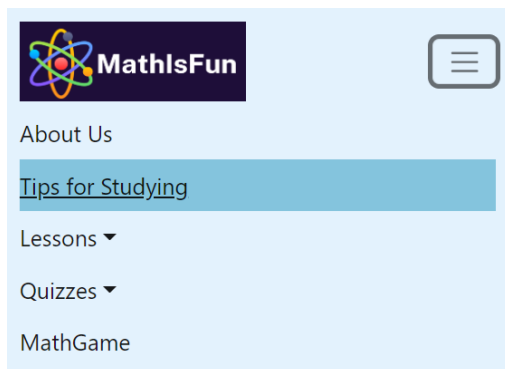 MathIsFun
About Us
Tips for Studying
Lessons
Quizzes
MathGame